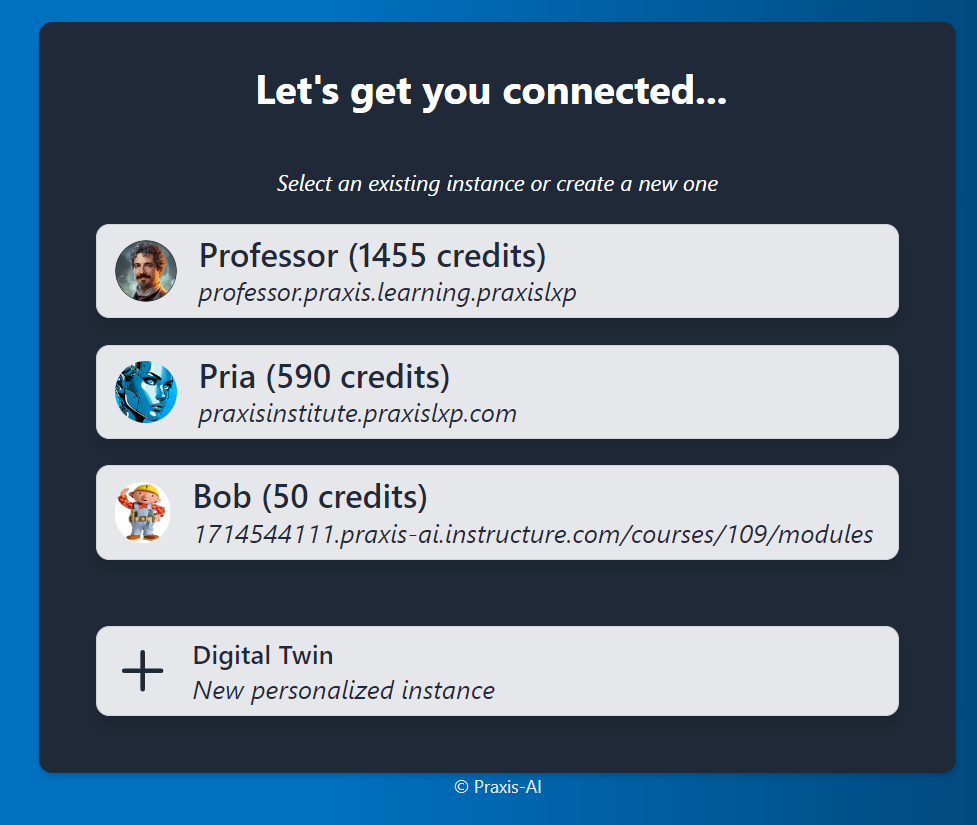 Let's get you connected...
Select an existing instance or create a new one
Professor (1455 credits)
professor.praxis.learning.praxislxp
Pria (590 credits)
praxisinstitute.praxislxp.com
Bob (50 credits)
1714544111.praxis-ai.instructure.com/courses/109/modules
Digital Twin
New personalized instance
© Praxis-AI